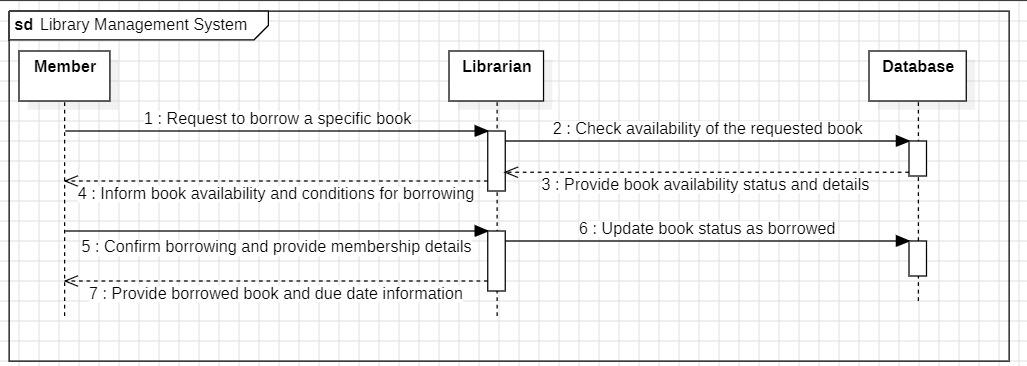 sd Library Management System
Member
Librarian
Database
1 : Request to borrow a specific book
2 : Check availability of the requested book
3 : Provide book availability status and details
4 : Inform book availability and conditions for borrowing
5 : Confirm borrowing and provide membership details
6 : Update book status as borrowed
7 : Provide borrowed book and due date information